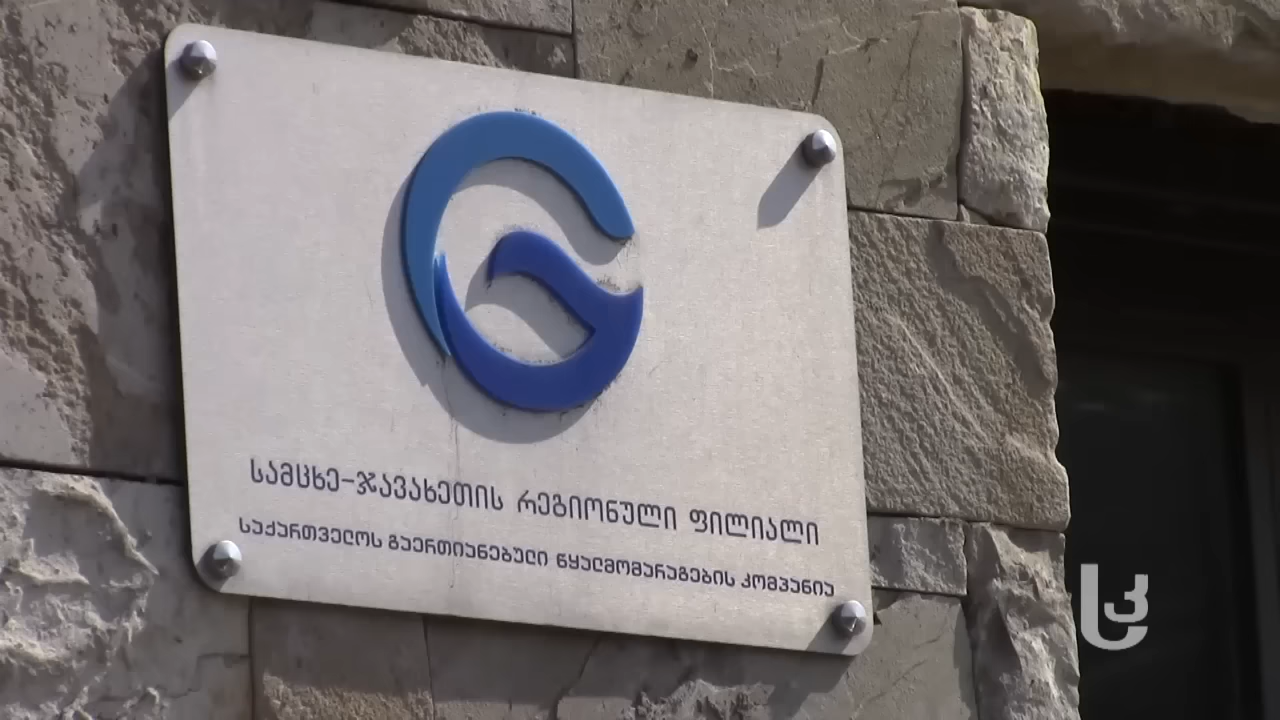 სამცხე-ჯავახეთის რეგიონული ფილიალი
საქართველოს გაერთიანებული წყალმომარაგების კომპანია